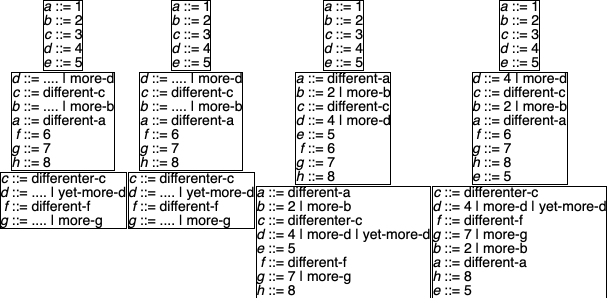 a ::= 1
b ::= 2
c ::= 3
d ::= 4
e ::= 5
d ::= .... | more-d
c ::= different-c
b ::= .... | more-b
a ::= different-a
f ::= 6
g ::= 7
h ::= 8
c ::= differenter-c
d ::= .... | yet-more-d
f ::= different-f
g ::= .... | more-g
a ::= 1
b ::= 2
c ::= 3
d ::= 4
e ::= 5
d ::= .... | more-d
c ::= different-c
b ::= .... | more-b
a ::= different-a
f ::= 6
g ::= 7
h ::= 8
c ::= differenter-c
d ::= .... | yet-more-d
f ::= different-f
g ::= .... | more-g
a ::= 1
b ::= 2
c ::= 3
d ::= 4
e ::= 5
a ::= different-a
b ::= 2 | more-b
c ::= different-c
d ::= 4 | more-d
e ::= 5
f ::= 6
g ::= 7
h ::= 8
a ::= different-a
b ::= 2 | more-b
c ::= differenter-c
d ::= 4 | more-d | yet-more-d
e ::= 5
f ::= different-f
g ::= 7 | more-g
h ::= 8
a ::= 1
b ::= 2
c ::= 3
d ::= 4
e ::= 5
d ::= 4 | more-d
c ::= different-c
b ::= 2 | more-b
a ::= different-a
f ::= 6
g ::= 7
h ::= 8
e ::= 5
c ::= differenter-c
d ::= 4 | more-d | yet-more-d
f ::= different-f
g ::= 7 | more-g
b ::= 2 | more-b
a ::= different-a
h ::= 8
e ::= 5